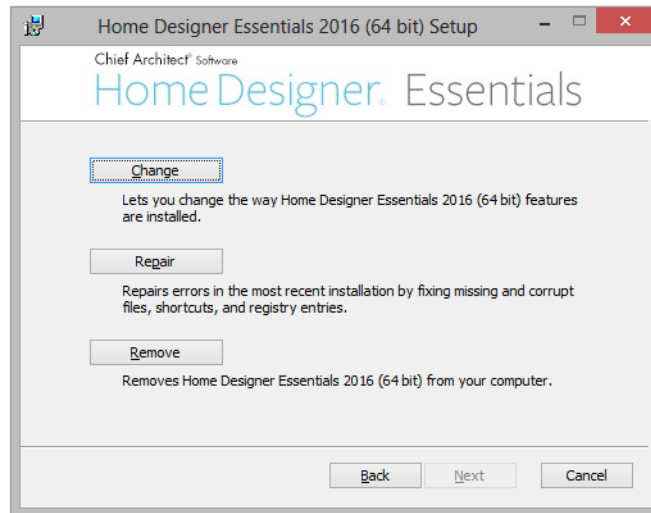 Home Designer Essentials 2016 (64 bit) Setup
Chief Architect® Software
Home Designer® Essentials
Change
Lets you change the way Home Designer Essentials 2016 (64 bit) features
are installed.
Repair
Repairs errors in the most recent installation by fixing missing and corrupt
files, shortcuts, and registry entries.
Remove
Removes Home Designer Essentials 2016 (64 bit) from your computer.
Back Next Cancel